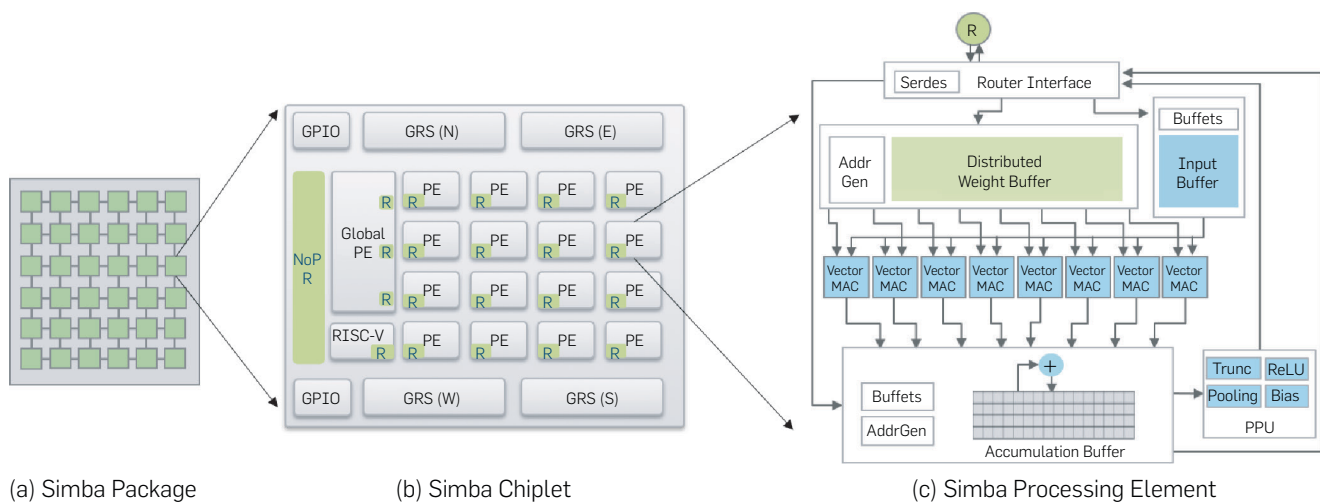 R
Serdes
Router Interface
GPIO
GRS (N)
GRS (E)
Buffets
Input
Buffer
Addr
Gen
Distributed
Weight Buffer
NoP
R
Global
PE
R
R
R
PE
R
PE
R
PE
R
PE
R
PE
R
PE
R
PE
R
PE
R
PE
R
PE
R
PE
R
PE
R
RISC-V
R
PE
R
PE
R
PE
R
PE
R
Vector
MAC
Vector
MAC
Vector
MAC
Vector
MAC
Vector
MAC
Vector
MAC
Vector
MAC
Vector
MAC
GPIO
GRS (W)
GRS (S)
+
Buffets
AddrGen
Accumulation Buffer
Trunc
ReLU
Pooling
Bias
PPU
(a) Simba Package
(b) Simba Chiplet
(c) Simba Processing Element